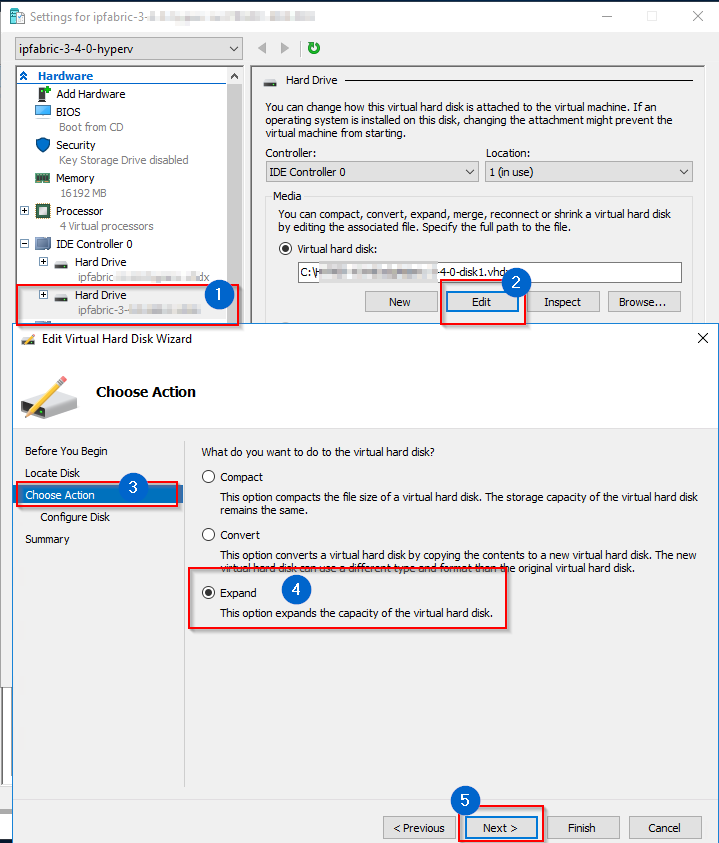 Settings for ipfabric-3-4-0-hyperv
ipfabric-3-4-0-hyperv
Hardware
Add Hardware
BIOS
Boot from CD
Security
Key Storage Drive disabled
Memory
16192 MB
Processor
4 Virtual processors
IDE Controller 0
Hard Drive
ipfabric
Hard Drive
ipfabric-3-
1
Hard Drive
You can change how this virtual hard disk is attached to the virtual machine. If an
operating system is installed on this disk, changing the attachment might prevent the
virtual machine from starting.
Controller:
Location:
IDE Controller 0
1 (in use)
Media
You can compact, convert, expand, merge, reconnect or shrink a virtual hard disk
by editing the associated file. Specify the full path to the file.
Virtual hard disk:
C:\ -4-0-disk1.vhdx
2
New
Edit
Inspect
Browse...
Edit Virtual Hard Disk Wizard
Choose Action
Before You Begin
Locate Disk
Choose Action
3
Configure Disk
Summary
What do you want to do to the virtual hard disk?
Compact
This option compacts the file size of a virtual hard disk. The storage capacity of the virtual hard disk
remains the same.
Convert
This option converts a virtual hard disk by copying the contents to a new virtual hard disk. The new
virtual hard disk can use a different type and format than the original virtual hard disk.
Expand
4
This option expands the capacity of the virtual hard disk.
5
< Previous
Next >
Finish
Cancel